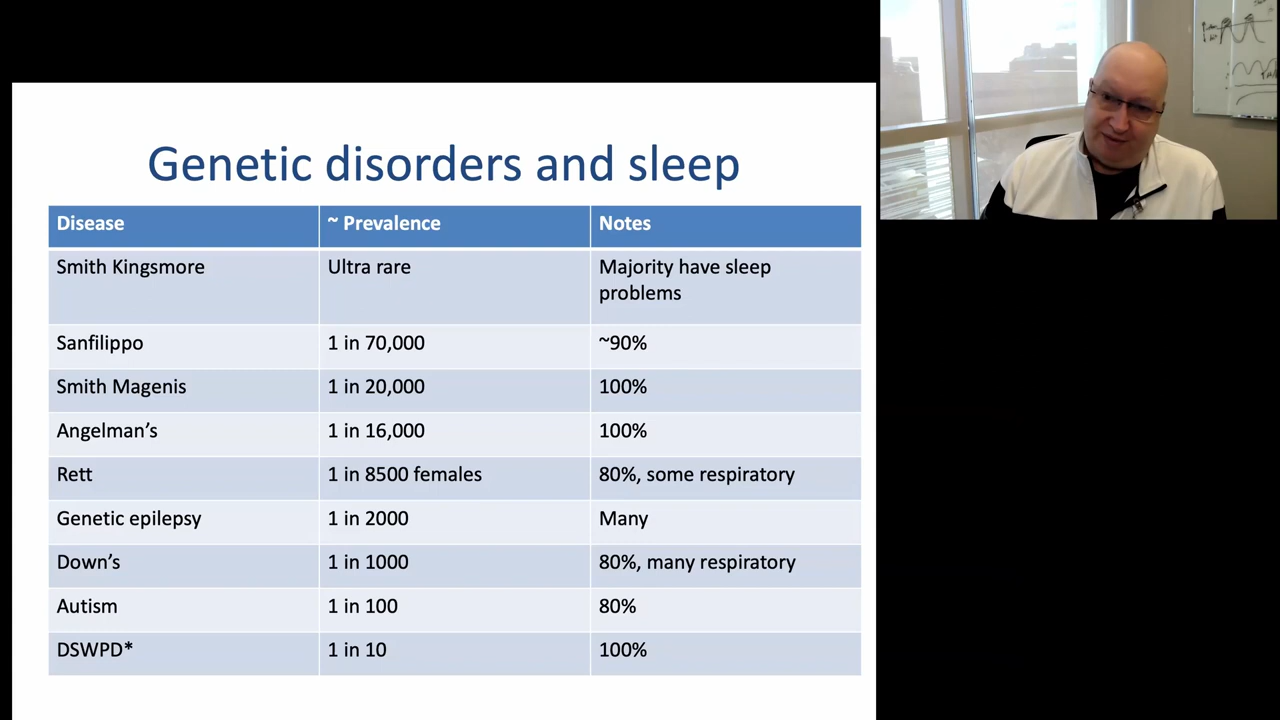 Genetic disorders and sleep
Disease ~ Prevalence Notes
Smith Kingsmore Ultra rare Majority have sleep
problems
Sanfilippo 1 in 70,000 ~90%
Smith Magenis 1 in 20,000 100%
Angelman’s 1 in 16,000 100%
Rett 1 in 8500 females 80%, some respiratory
Genetic epilepsy 1 in 2000 Many
Down’s 1 in 1000 80%, many respiratory
Autism 1 in 100 80%
DSWPD* 1 in 10 100%